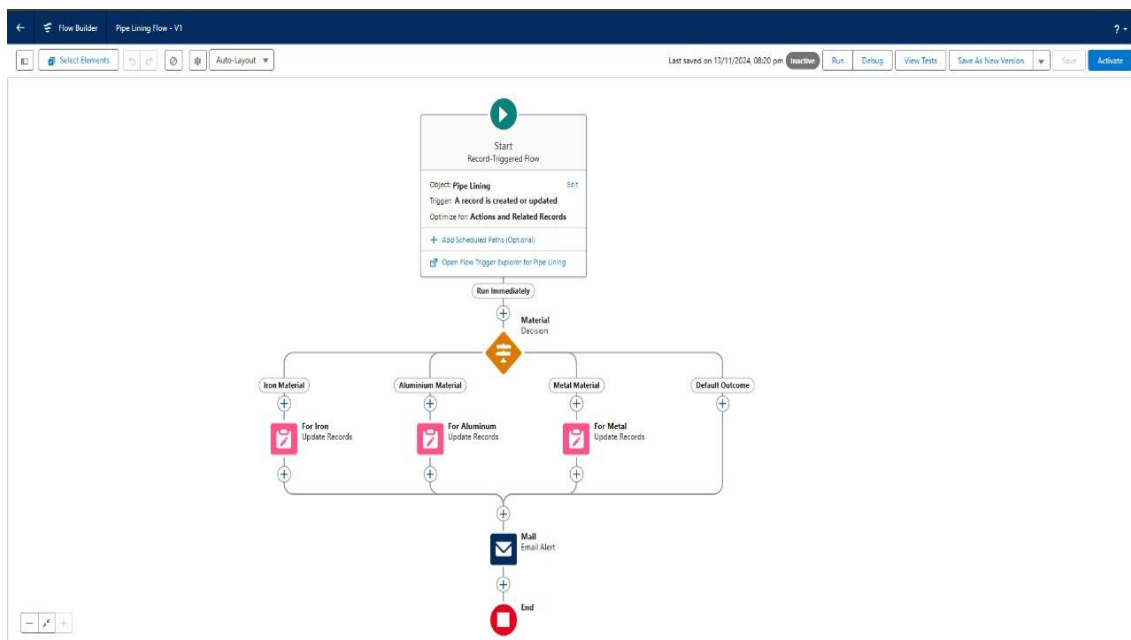 Flow Builder Pipe Lining Flow - V1 ?
Select Elements Auto-Layout Last saved on 13/11/2024, 08:20 pm Inactive Run Debug View Tests Save As New Version Save Activate
Start
Record-Triggered Flow
Object: Pipe Lining Edit
Trigger: A record is created or updated
Optimize for: Actions and Related Records
+ Add Scheduled Paths (Optional)
Open Flow Trigger Explorer for Pipe Lining
Run Immediately
Material
Decision
Iron Material Aluminium Material Metal Material Default Outcome
For Iron For Aluminum For Metal
Update Records Update Records Update Records
Mail
Email Alert
End